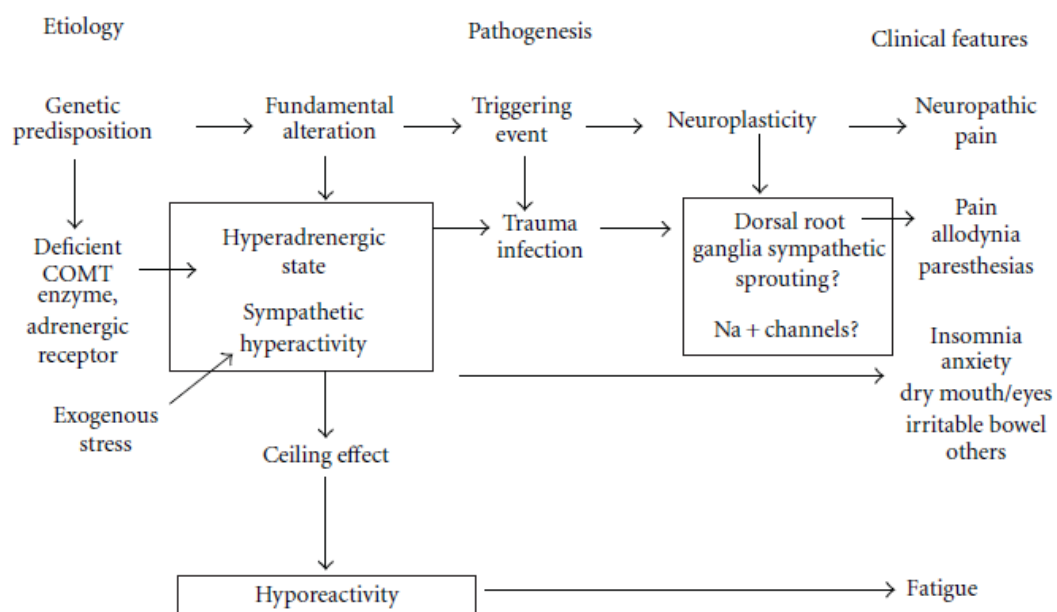 Etiology
Pathogenesis
Clinical features
Genetic
predisposition
Fundamental
alteration
Triggering
event
Neuroplasticity
Neuropathic
pain
Deficient
COMT
enzyme,
adrenergic
receptor
Hyperadrenergic
state
Sympathetic
hyperactivity
Trauma
infection
Dorsal root
ganglia sympathetic
sprouting?
Na + channels?
Pain
allodynia
paresthesias
Exogenous
stress
Insomnia
anxiety
dry mouth/eyes
irritable bowel
others
Ceiling effect
Hyporeactivity
Fatigue